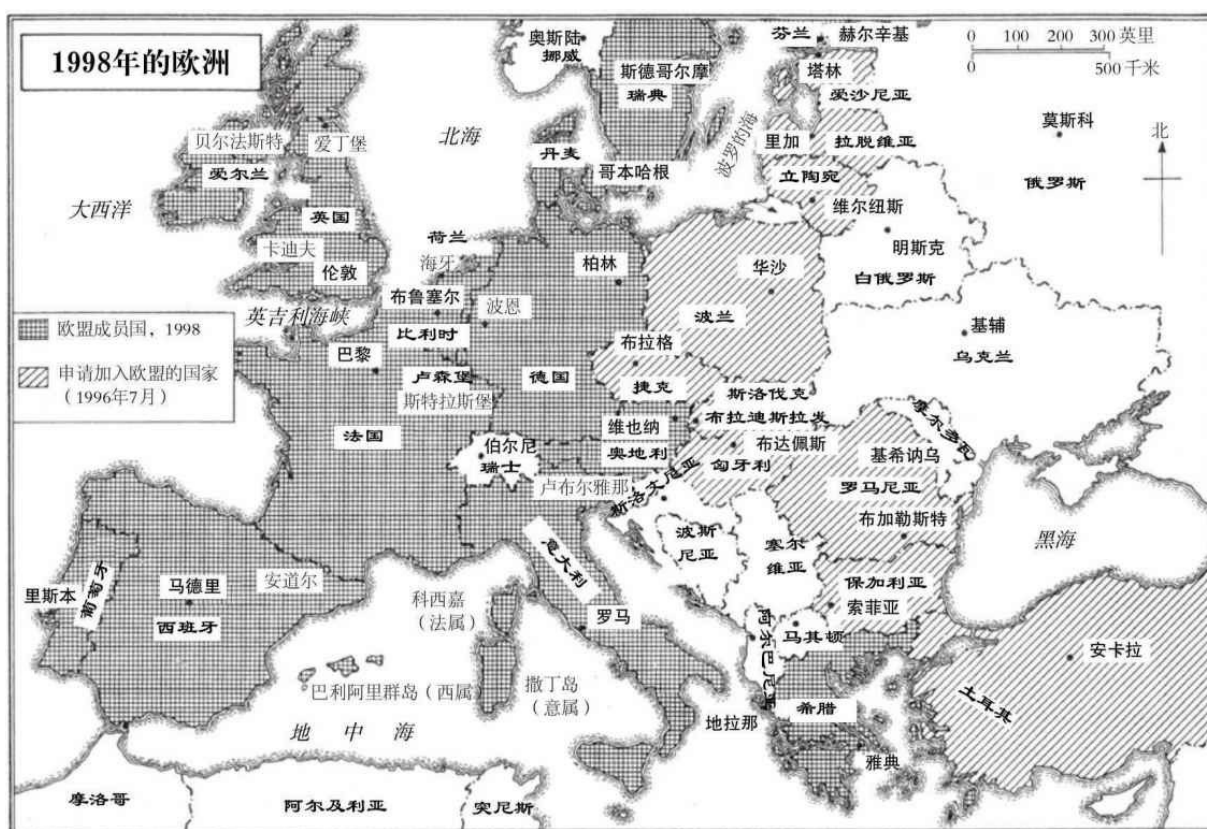 1998年的欧洲
奥斯陆
挪威
芬兰
赫尔辛基
0 100 200 300 英里
0 500 千米
斯德哥尔摩
瑞典
塔林
爱沙尼亚
莫斯科
北
贝尔法斯特
爱丁堡
北海
丹麦
波罗的海
里加
拉脱维亚
爱尔兰
哥本哈根
立陶宛
俄罗斯
大西洋
英国
维尔纽斯
卡迪夫
伦敦
荷兰
海牙
柏林
华沙
明斯克
白俄罗斯
英吉利海峡
布鲁塞尔
波恩
波兰
欧盟成员国，1998
比利时
基辅
乌克兰
巴黎
布拉格
申请加入欧盟的国家
（1996年7月）
卢森堡
斯特拉斯堡
德国
捷克
斯洛伐克
布拉迪斯拉发
法国
维也纳
摩尔多瓦
伯尔尼
瑞士
奥地利
布达佩斯
匈牙利
基希讷乌
卢布尔雅那
斯洛文尼亚
罗马尼亚
布加勒斯特
波斯
尼亚
塞尔
维亚
黑海
意大利
里斯本
葡萄牙
马德里
西班牙
安道尔
科西嘉
（法属）
罗马
保加利亚
索菲亚
阿尔巴尼亚
马其顿
安卡拉
巴利阿里群岛（西属）
撒丁岛
（意属）
土耳其
地中海
地拉那
希腊
雅典
摩洛哥
阿尔及利亚
突尼斯